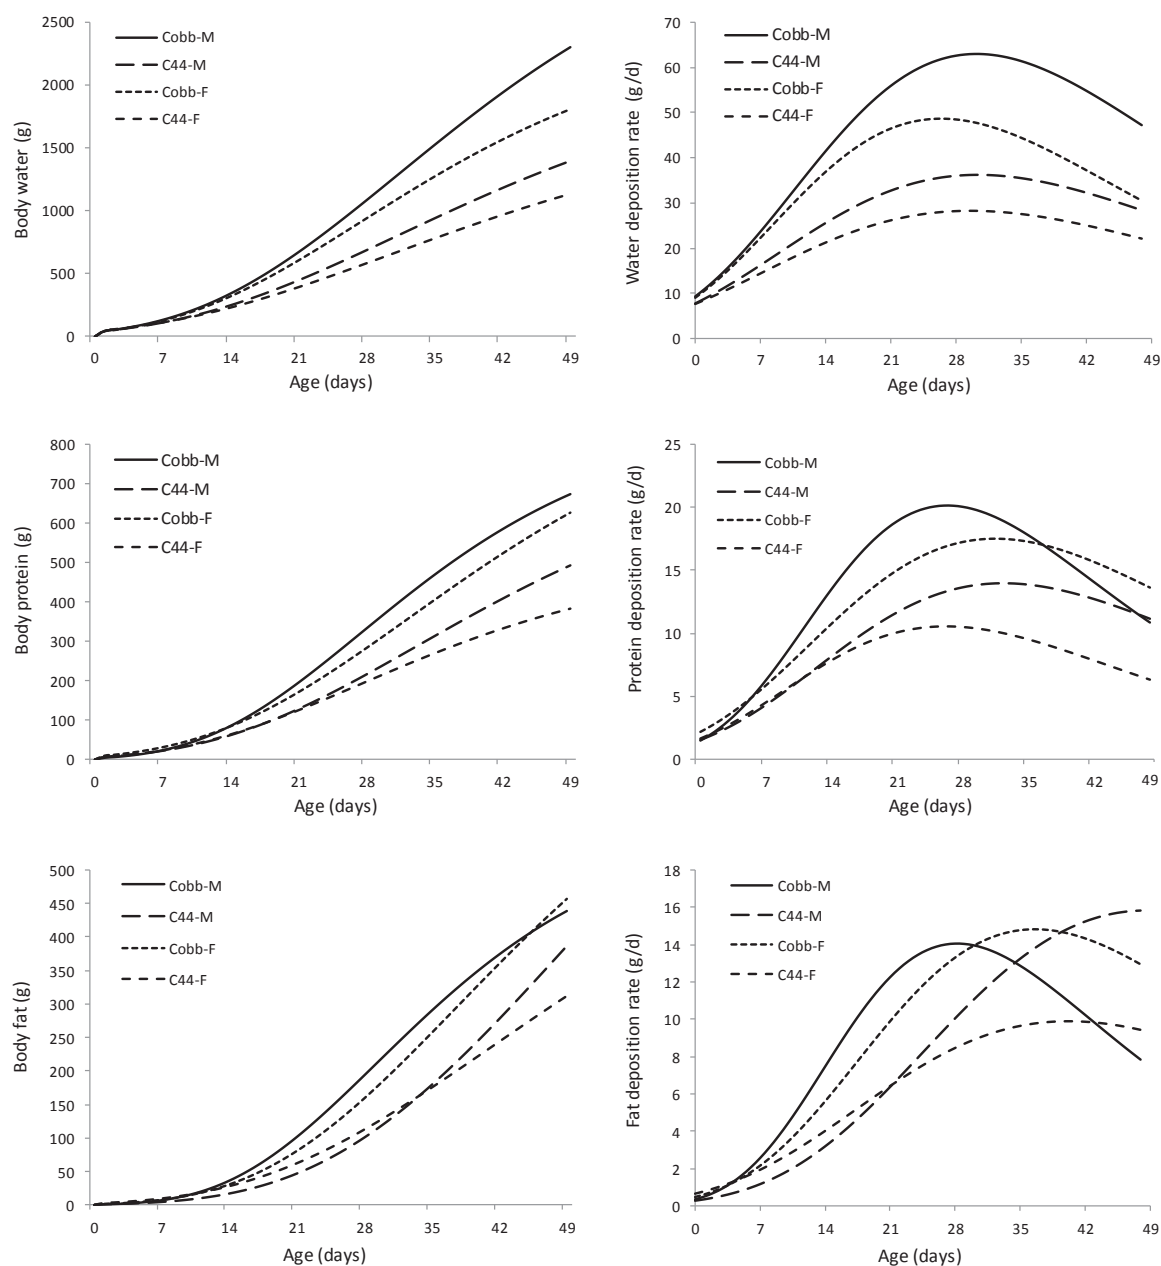 2500
2000
1500
1000
500
0
Body water (g)
Cobb-M
C44-M
Cobb-F
C44-F
0 7 14 21 28 35 42 49
Age (days)
70
60
50
40
30
20
10
0
Water deposition rate (g/d)
Cobb-M
C44-M
Cobb-F
C44-F
0 7 14 21 28 35 42 49
Age (days)
800
700
600
500
400
300
200
100
0
Body protein (g)
Cobb-M
C44-M
Cobb-F
C44-F
0 7 14 21 28 35 42 49
Age (days)
25
20
15
10
5
0
Protein deposition rate (g/d)
Cobb-M
C44-M
Cobb-F
C44-F
0 7 14 21 28 35 42 49
Age (days)
500
450
400
350
300
250
200
150
100
50
0
Body fat (g)
Cobb-M
C44-M
Cobb-F
C44-F
0 7 14 21 28 35 42 49
Age (days)
18
16
14
12
10
8
6
4
2
0
Fat deposition rate (g/d)
Cobb-M
C44-M
Cobb-F
C44-F
0 7 14 21 28 35 42 49
Age (days)